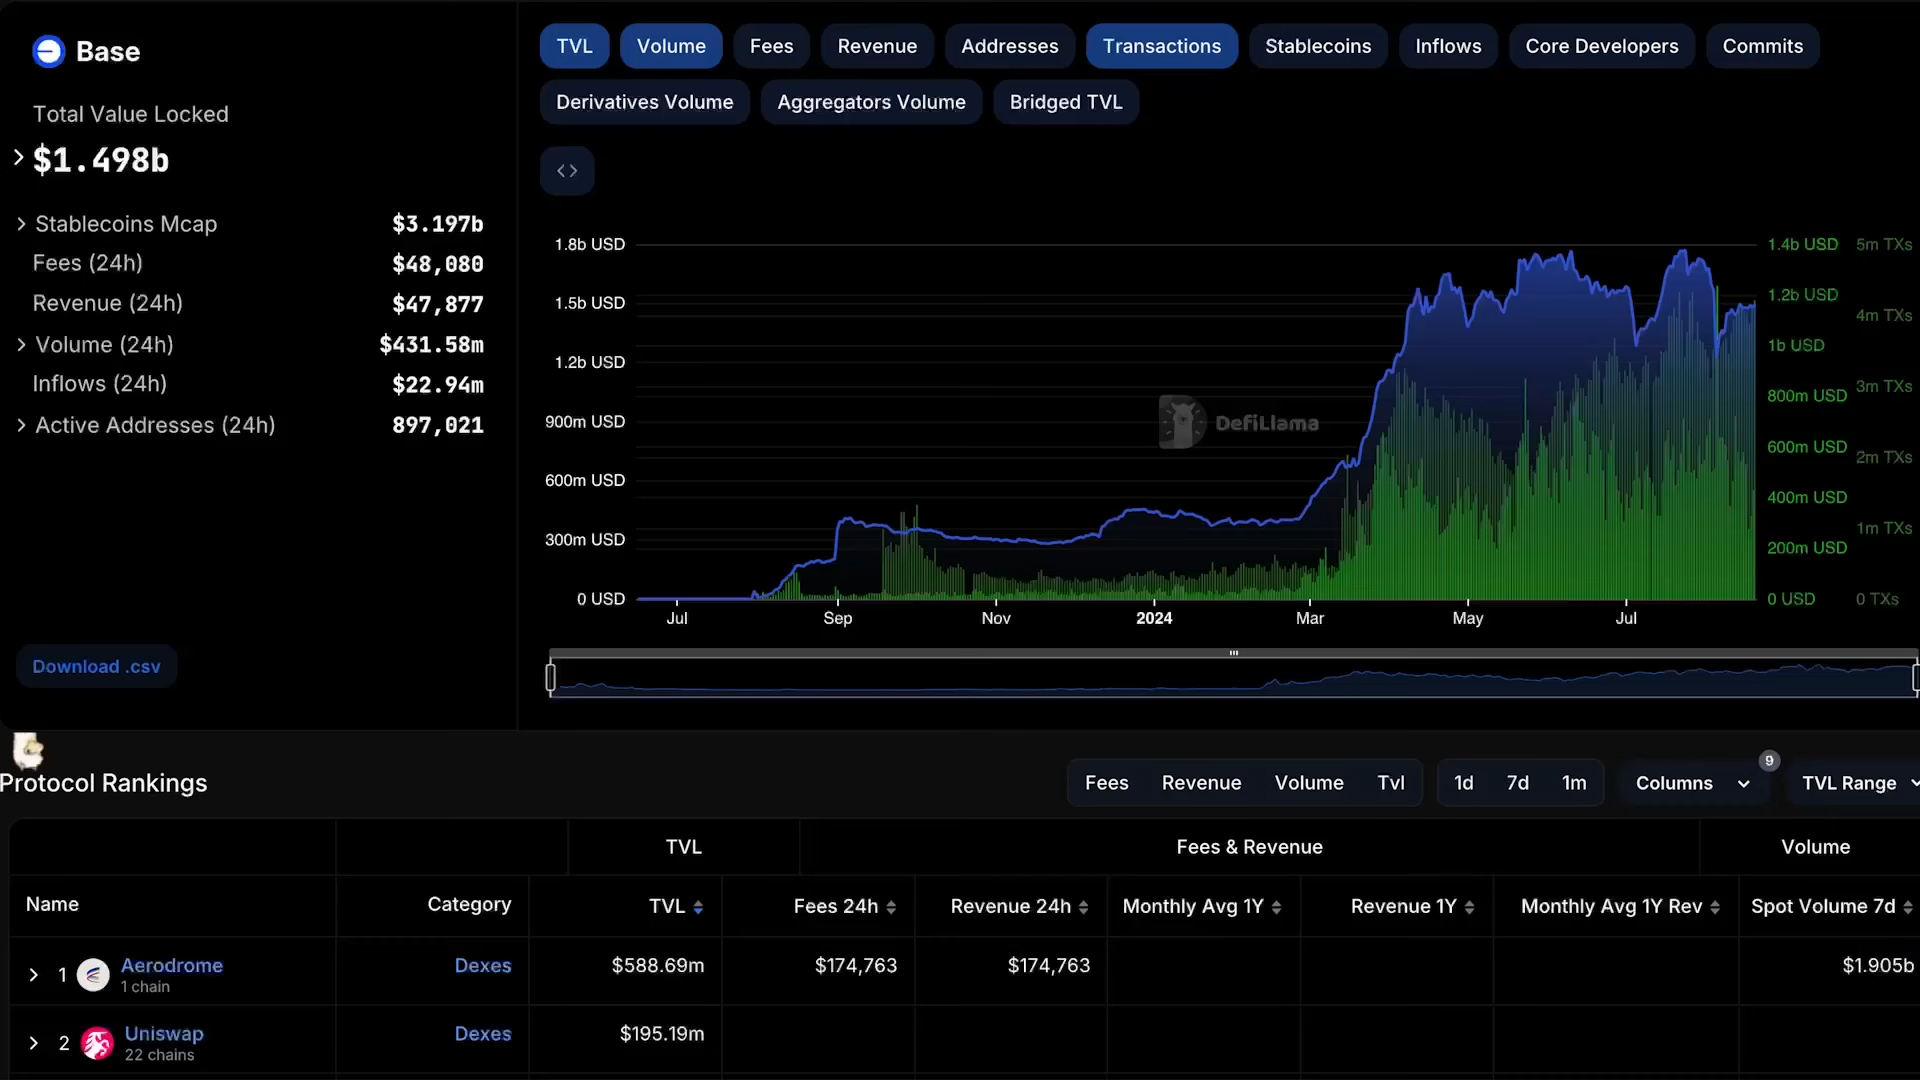 Base
Total Value Locked
$1.498b
Stablecoins Mcap $3.197b
Fees (24h) $48,080
Revenue (24h) $47,877
Volume (24h) $431.58m
Inflows (24h) $22.94m
Active Addresses (24h) 897,021
Download .csv
TVL Volume Fees Revenue Addresses Transactions Stablecoins Inflows Core Developers Commits
Derivatives Volume Aggregators Volume Bridged TVL
1.8b USD 1.4b USD 5m TXs
1.5b USD 1.2b USD 4m TXs
1.2b USD 1b USD 3m TXs
900m USD 800m USD 2m TXs
600m USD 600m USD 1m TXs
300m USD 400m USD
200m USD
0 USD 0 USD 0 TXs
DefiLlama
Jul Sep Nov 2024 Mar May Jul
Protocol Rankings
Fees Revenue Volume Tvl 1d 7d 1m Columns 9 TVL Range
TVL Fees & Revenue Volume
Name Category TVL Fees 24h Revenue 24h Monthly Avg 1Y Revenue 1Y Monthly Avg 1Y Rev Spot Volume 7d
1 Aerodrome Dexes $588.69m $174,763 $174,763 $1.905b
1 chain
2 Uniswap Dexes $195.19m
22 chains